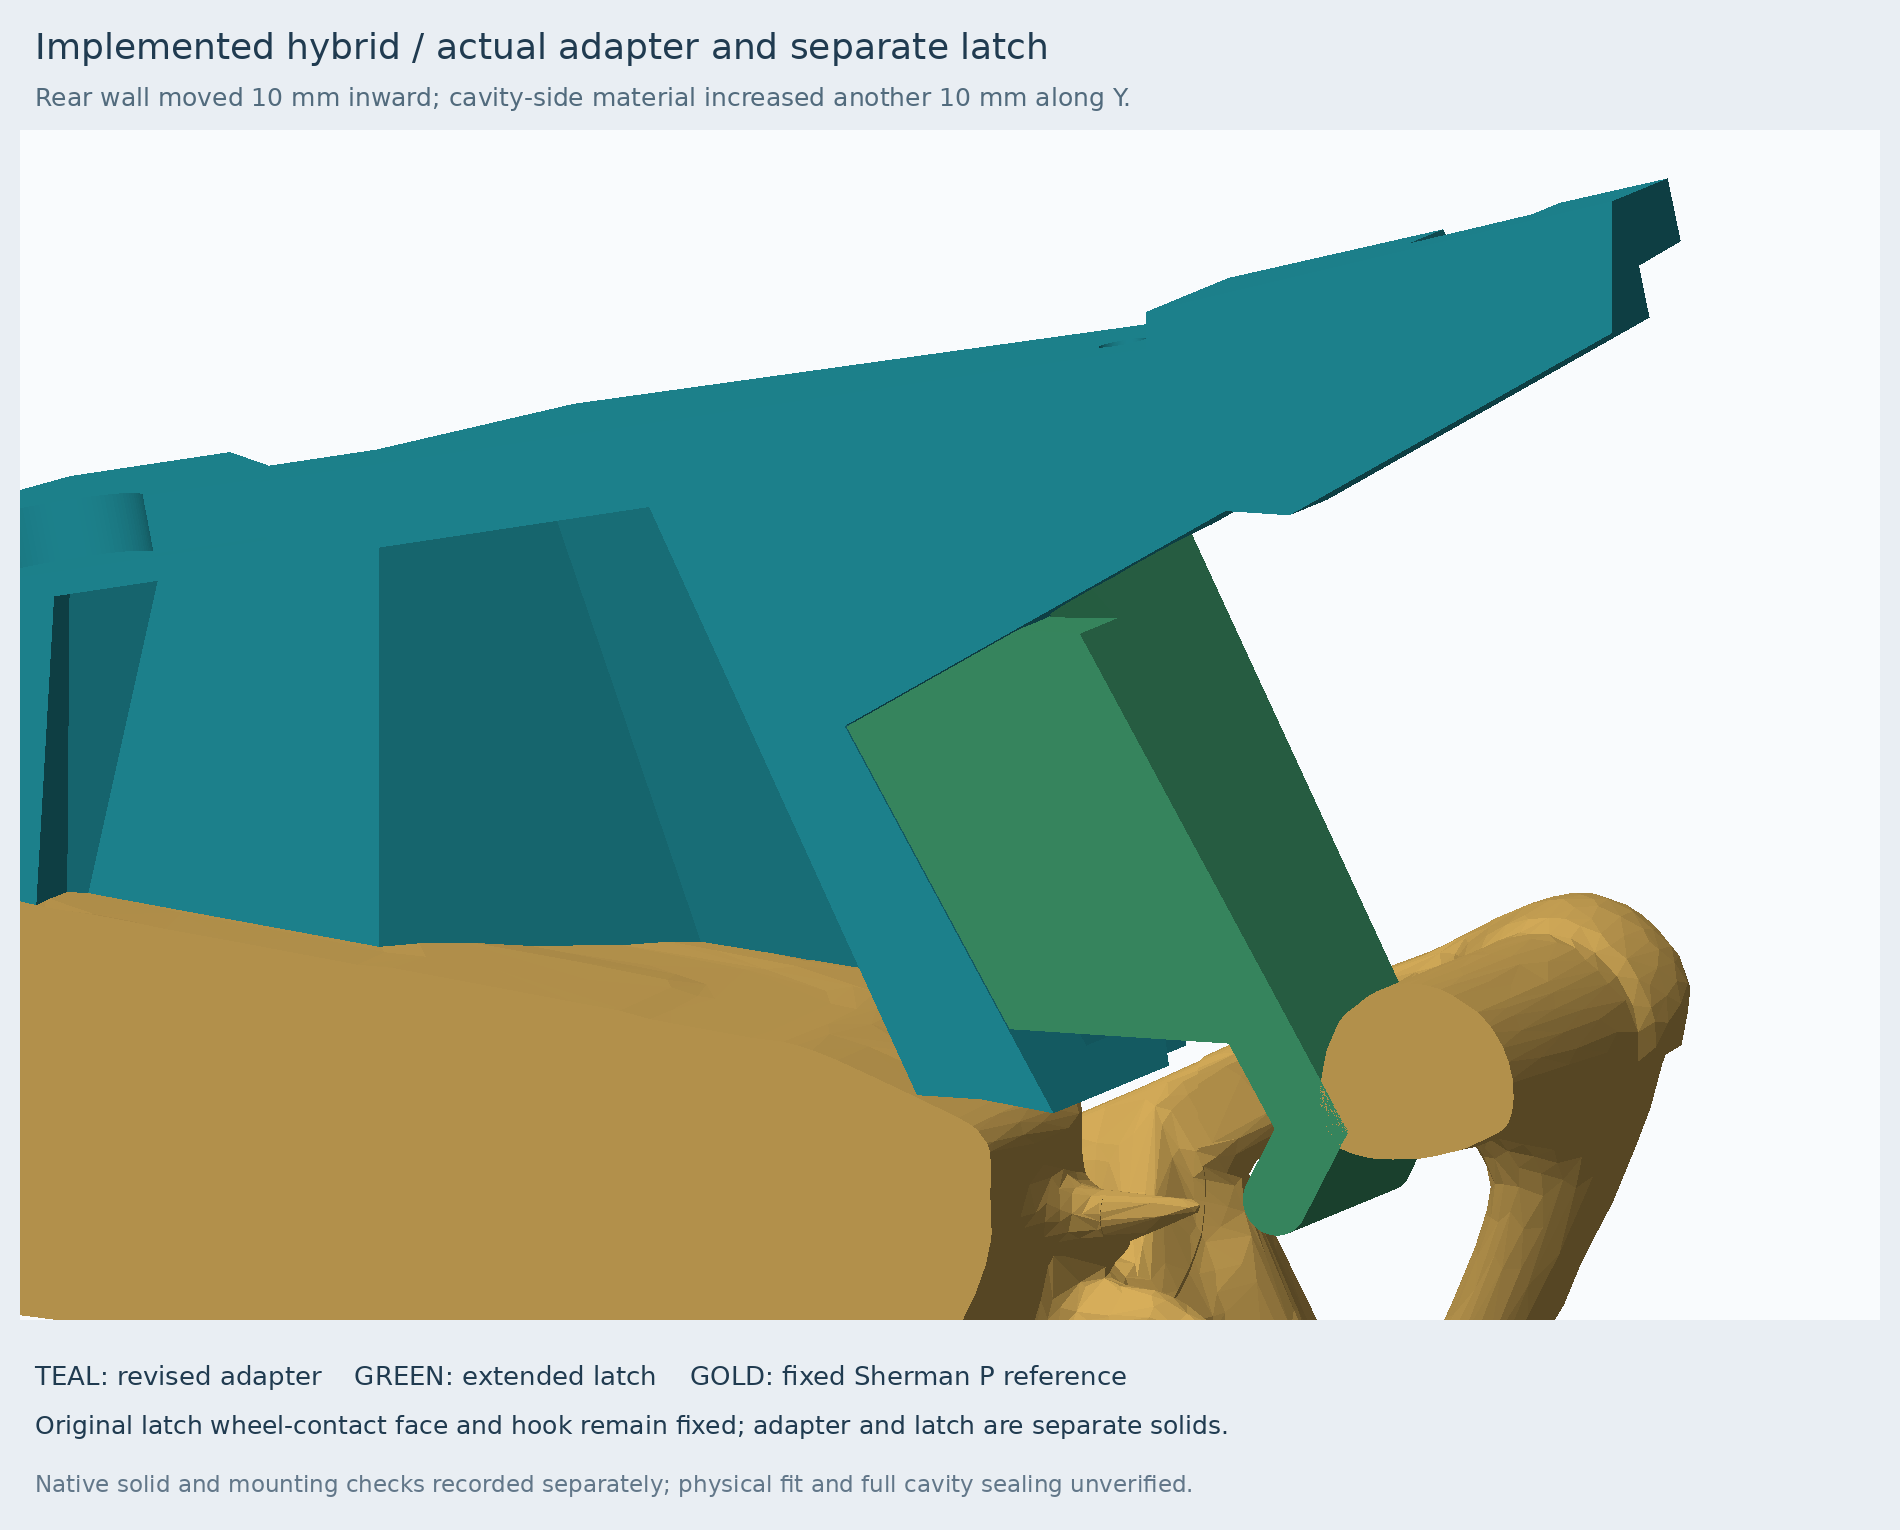 Implemented hybrid / actual adapter and separate latch
Rear wall moved 10 mm inward; cavity-side material increased another 10 mm along Y.
TEAL: revised adapter    GREEN: extended latch    GOLD: fixed Sherman P reference
Original latch wheel-contact face and hook remain fixed; adapter and latch are separate solids.
Native solid and mounting checks recorded separately; physical fit and full cavity sealing unverified.